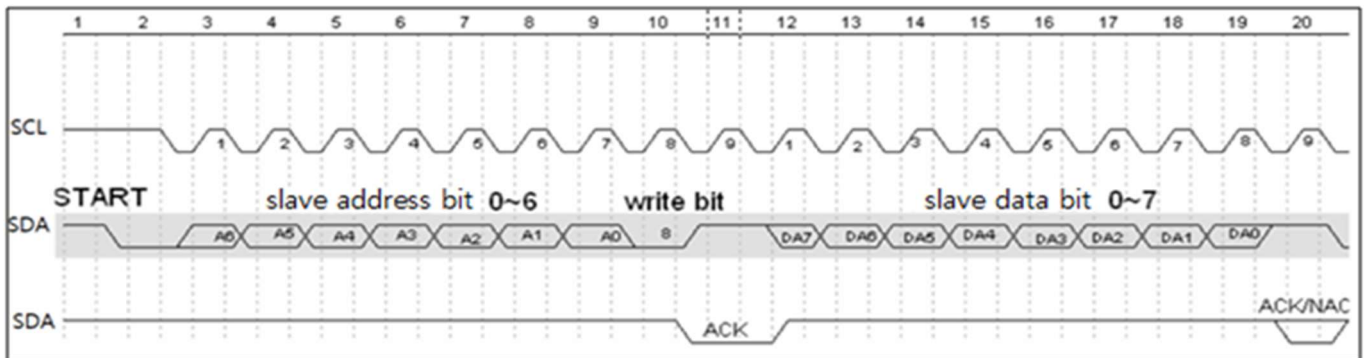 1 2 3 4 5 6 7 8 9 10 11 12 13 14 15 16 17 18 19 20
SCL 1 2 3 4 5 6 7 8 9 1 2 3 4 5 6 7 8 9
START slave address bit 0~6 write bit slave data bit 0~7
SDA A6 A5 A4 A3 A2 A1 A0 8 DA7 DA6 DA5 DA4 DA3 DA2 DA1 DA0
ACK/NAC
SDA ACK